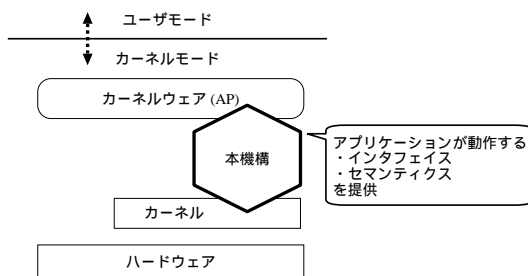 ユーザモード
カーネルモード
カーネルウェア (AP)
本機構
アプリケーションが動作する
・インタフェイス
・セマンティクス
を提供
カーネル
ハードウェア